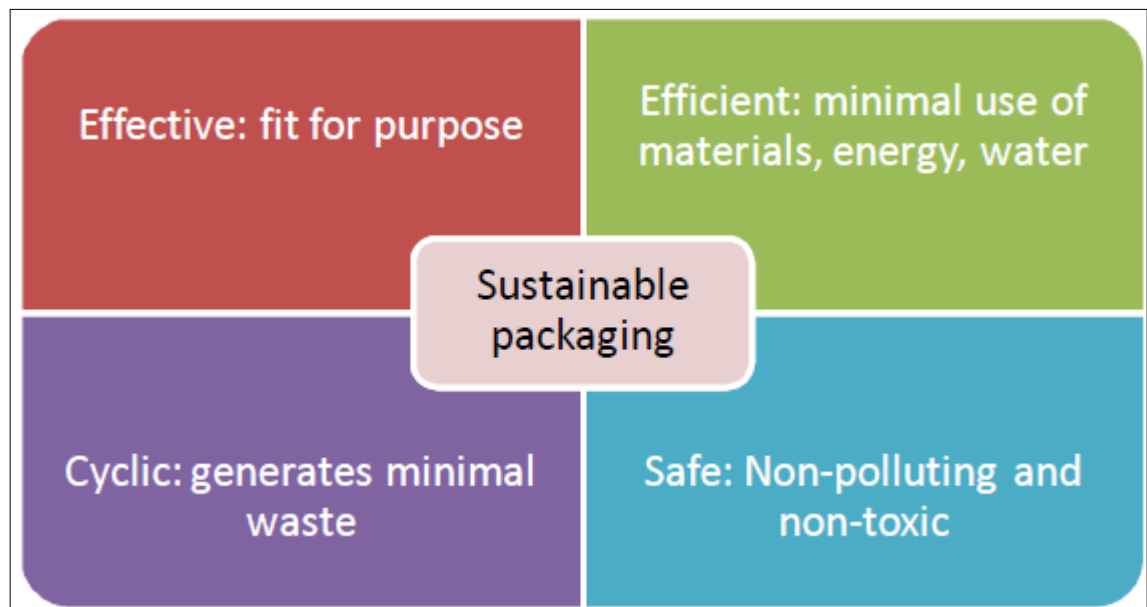 Effective: fit for purpose
Efficient: minimal use of
materials, energy, water
Sustainable
packaging
Cyclic: generates minimal
waste
Safe: Non-polluting and
non-toxic